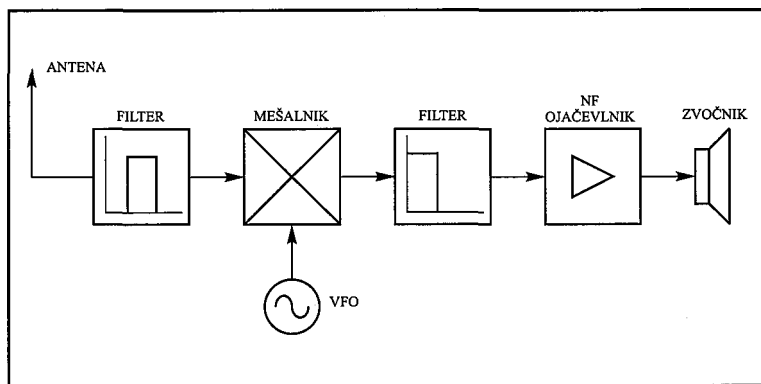 ANTENA
FILTER
MEŠALNIK
FILTER
NF
OJAČEVLNIK
ZVOČNIK
VFO